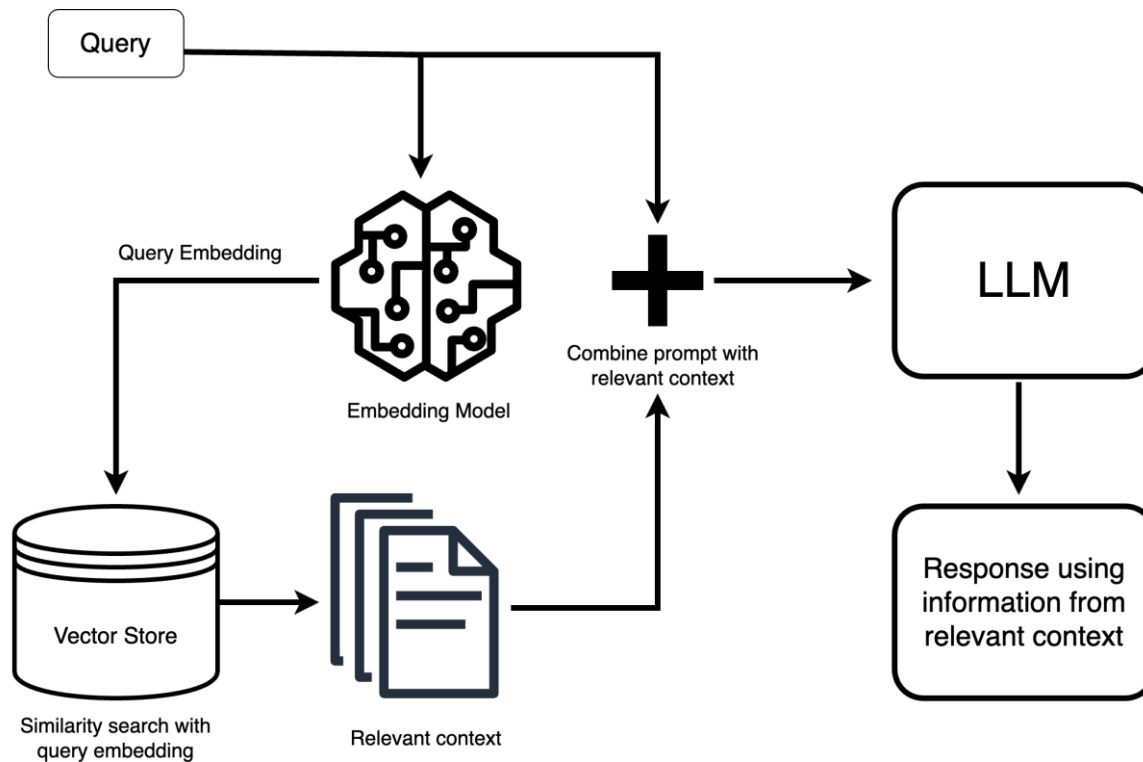 Query
Query Embedding
Embedding Model
Combine prompt with
relevant context
LLM
Vector Store
Similarity search with
query embedding
Relevant context
Response using
information from
relevant context